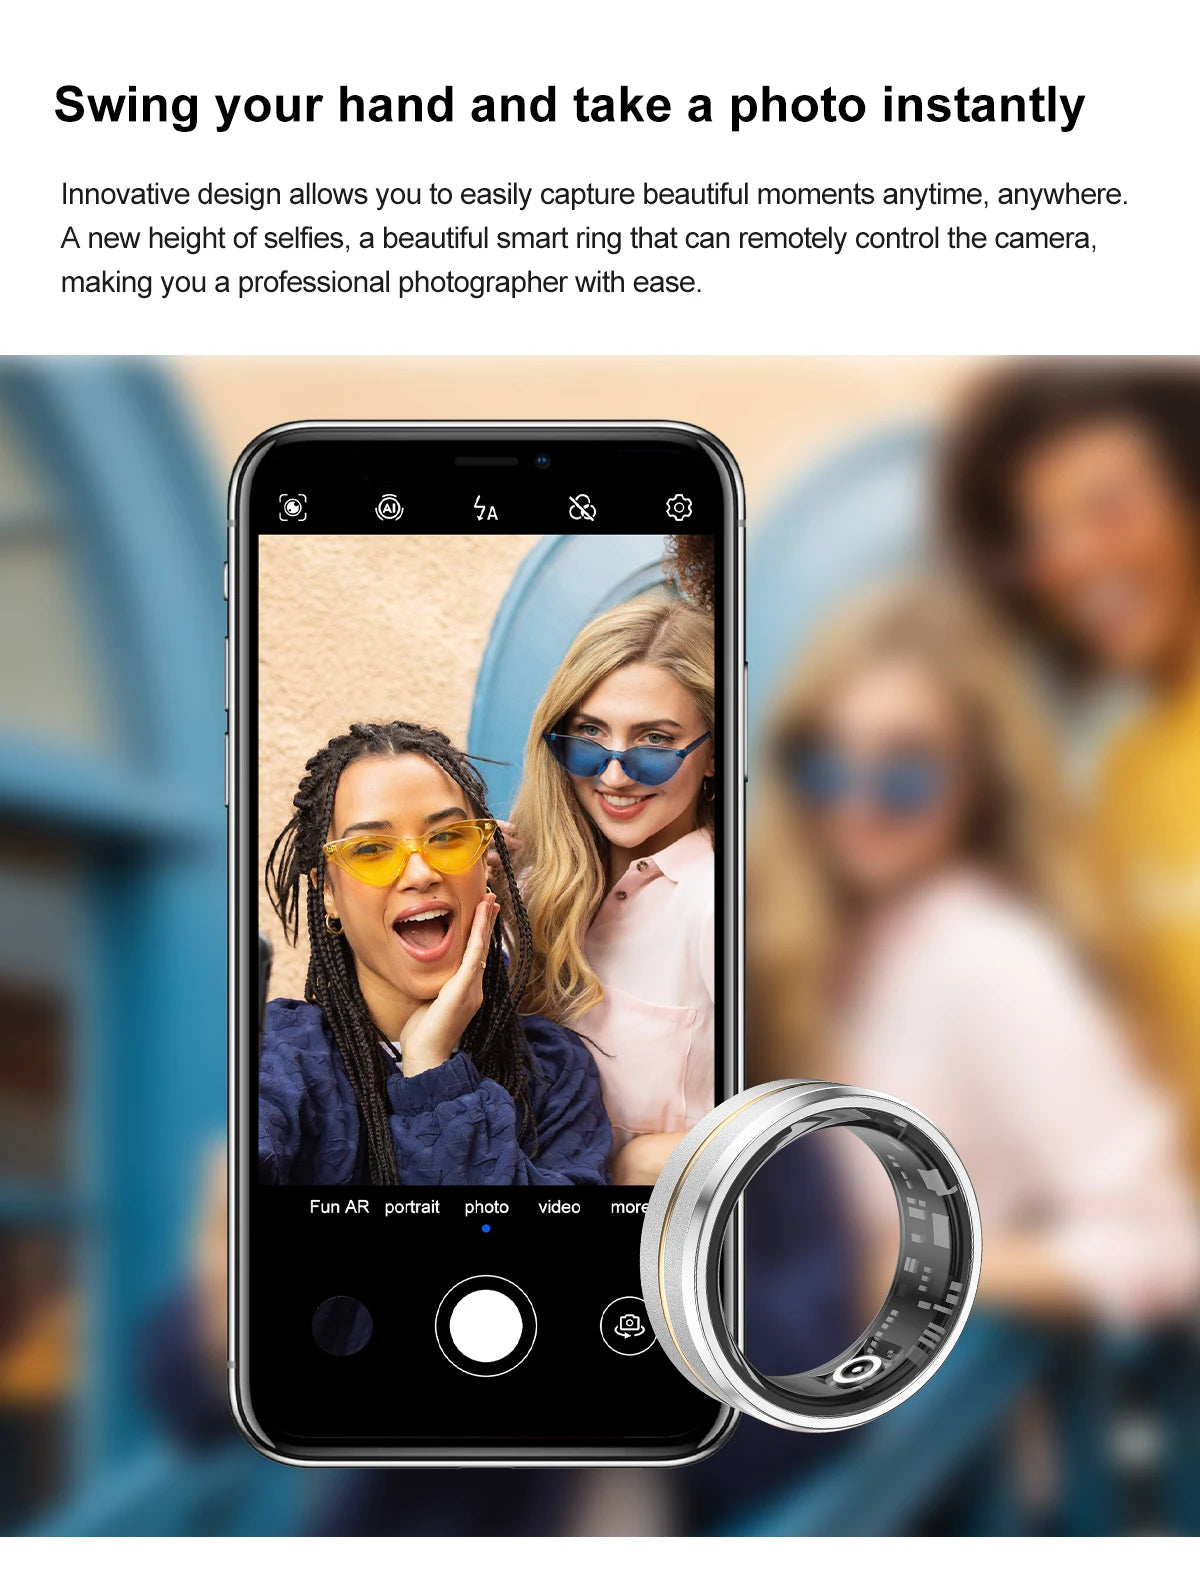 Swing your hand and take a photo instantly
Innovative design allows you to easily capture beautiful moments anytime, anywhere.
A new height of selfies, a beautiful smart ring that can remotely control the camera,
making you a professional photographer with ease.
AI
A
Fun AR portrait photo video more